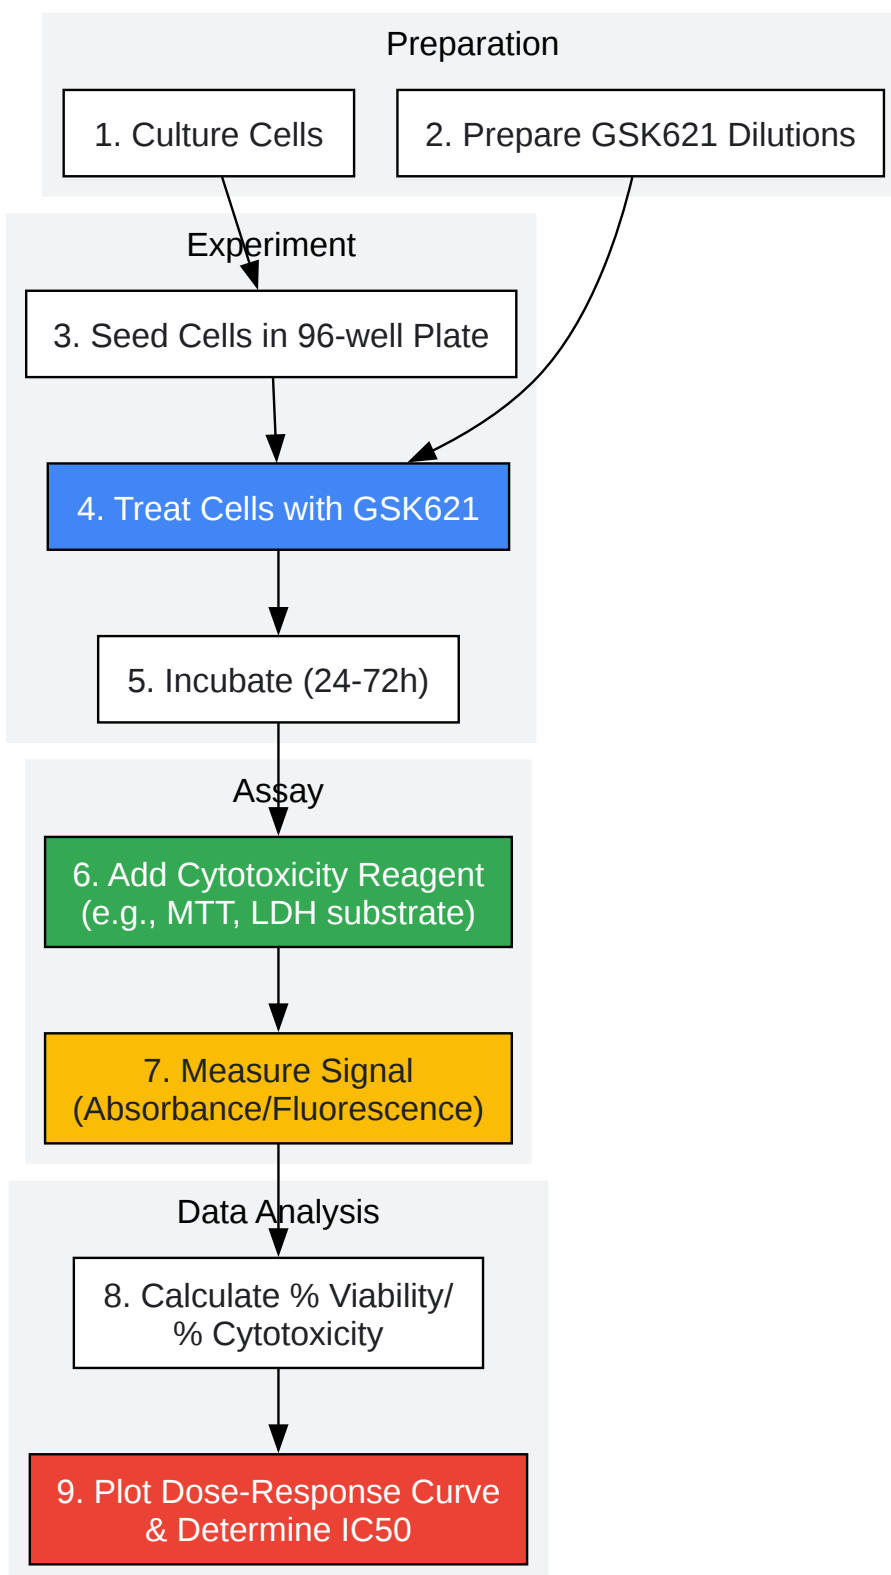 Preparation
1. Culture Cells
2. Prepare GSK621 Dilutions
Experiment
3. Seed Cells in 96-well Plate
4. Treat Cells with GSK621
5. Incubate (24-72h)
Assay
6. Add Cytotoxicity Reagent
(e.g., MTT, LDH substrate)
7. Measure Signal
(Absorbance/Fluorescence)
Data Analysis
8. Calculate % Viability/
% Cytotoxicity
9. Plot Dose-Response Curve
& Determine IC50